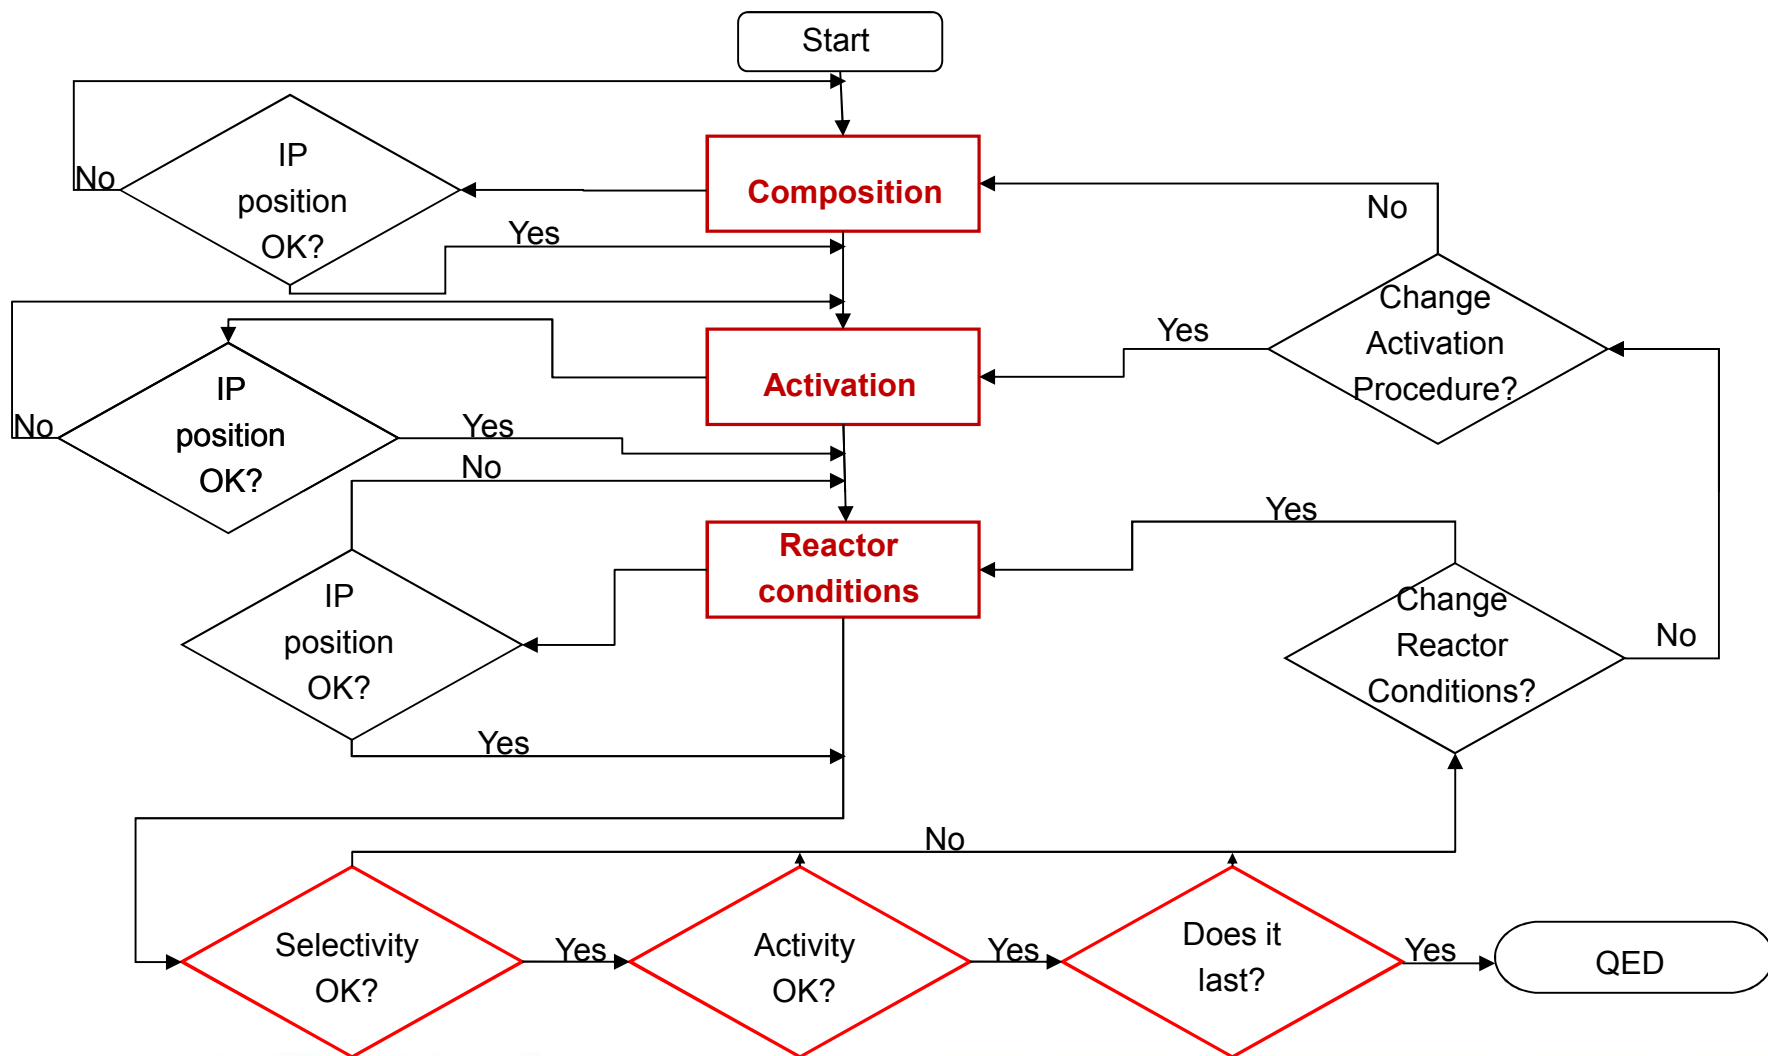 Start
IP
position
OK?
No
Composition
No
Yes
Change
Activation
Procedure?
Yes
IP
position
OK?
No
Activation
Yes
No
Yes
Reactor
conditions
IP
position
OK?
Change
Reactor
Conditions?
No
Yes
No
Selectivity
OK?
Yes
Activity
OK?
Yes
Does it
last?
Yes
QED